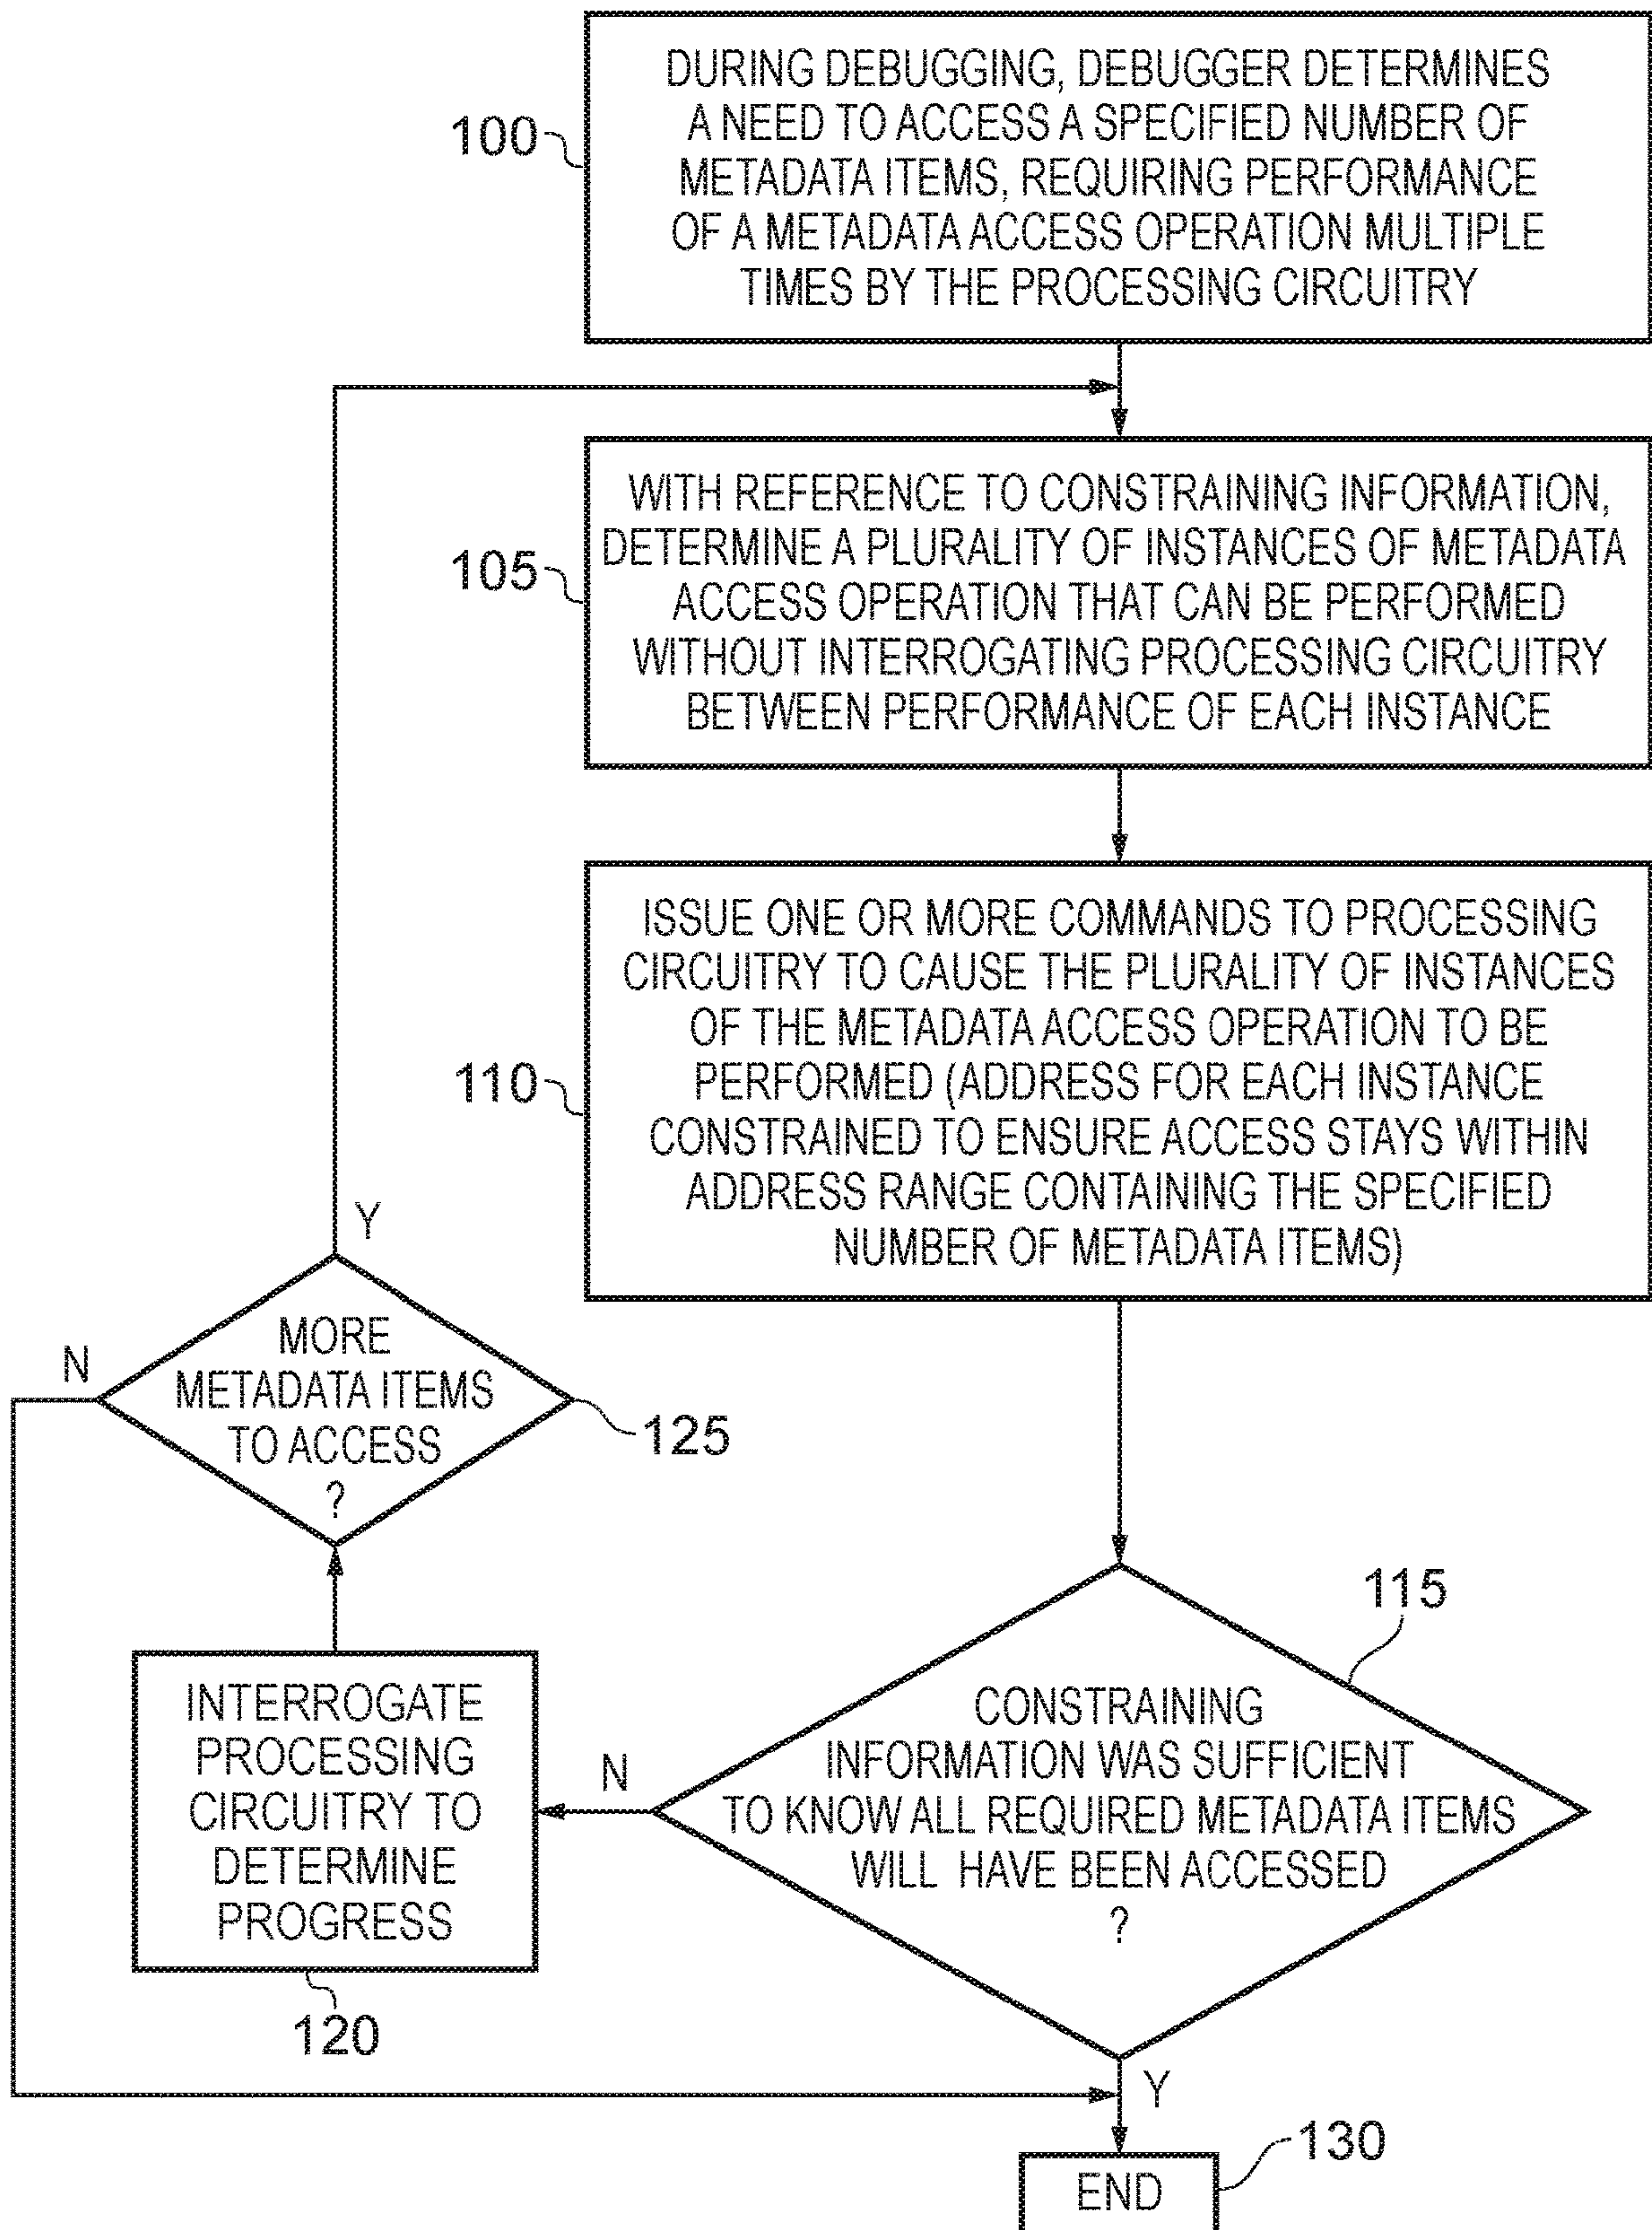 DURING DEBUGGING, DEBUGGER DETERMINES
A NEED TO ACCESS A SPECIFIED NUMBER OF
METADATA ITEMS, REQUIRING PERFORMANCE
OF A METADATA ACCESS OPERATION MULTIPLE
TIMES BY THE PROCESSING CIRCUITRY
100
WITH REFERENCE TO CONSTRAINING INFORMATION,
DETERMINE A PLURALITY OF INSTANCES OF METADATA
ACCESS OPERATION THAT CAN BE PERFORMED
WITHOUT INTERROGATING PROCESSING CIRCUITRY
BETWEEN PERFORMANCE OF EACH INSTANCE
105
ISSUE ONE OR MORE COMMANDS TO PROCESSING
CIRCUITRY TO CAUSE THE PLURALITY OF INSTANCES
OF THE METADATA ACCESS OPERATION TO BE
PERFORMED (ADDRESS FOR EACH INSTANCE
CONSTRAINED TO ENSURE ACCESS STAYS WITHIN
ADDRESS RANGE CONTAINING THE SPECIFIED
NUMBER OF METADATA ITEMS)
110
Y
N
MORE
METADATA ITEMS
TO ACCESS
?
125
115
CONSTRAINING
INFORMATION WAS SUFFICIENT
TO KNOW ALL REQUIRED METADATA ITEMS
WILL HAVE BEEN ACCESSED
?
N
INTERROGATE
PROCESSING
CIRCUITRY TO
DETERMINE
PROGRESS
120
Y
130
END